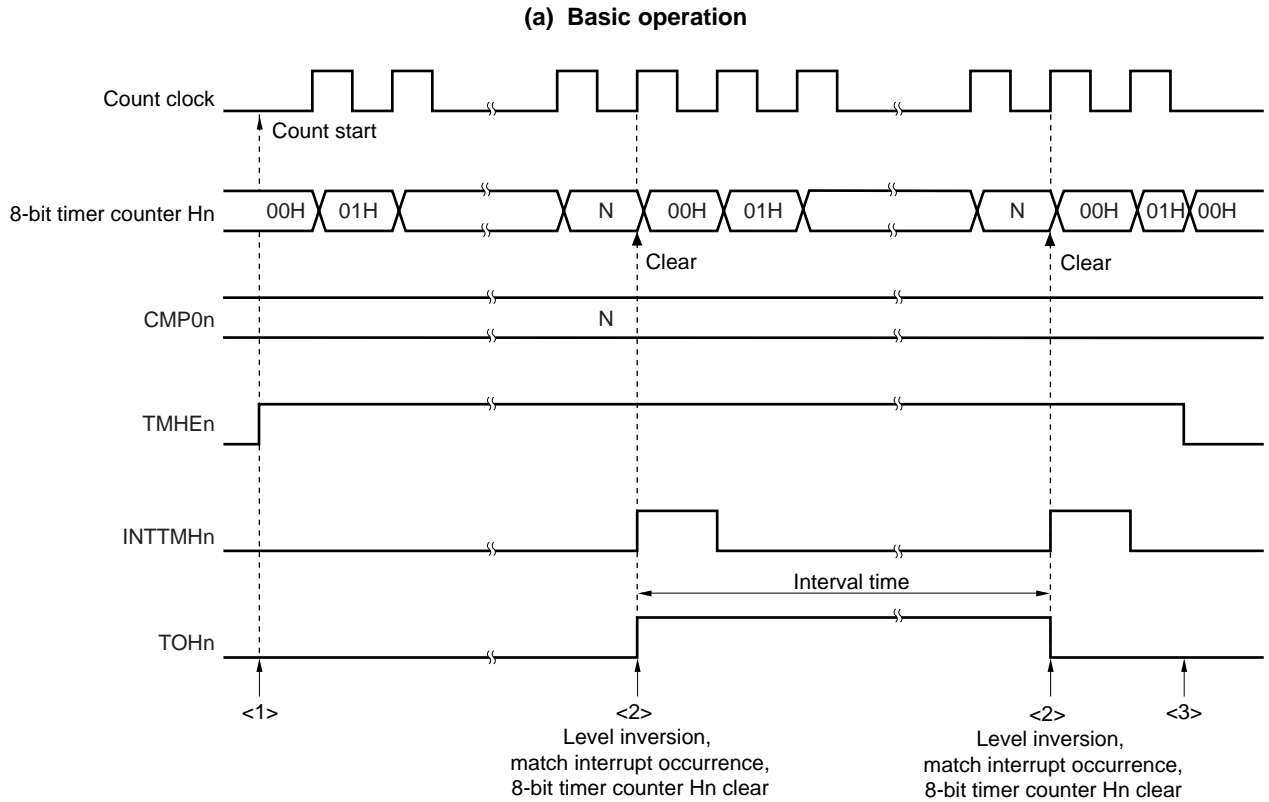 (a) Basic operation
Count clock
Count start
8-bit timer counter Hn
00H 01H N 00H 01H N 00H 01H 00H
Clear Clear
CMP0n N
TMHEn
INTTMHn
Interval time
TOHn
<1> <2> <2> <3>
Level inversion,
match interrupt occurrence,
8-bit timer counter Hn clear
Level inversion,
match interrupt occurrence,
8-bit timer counter Hn clear